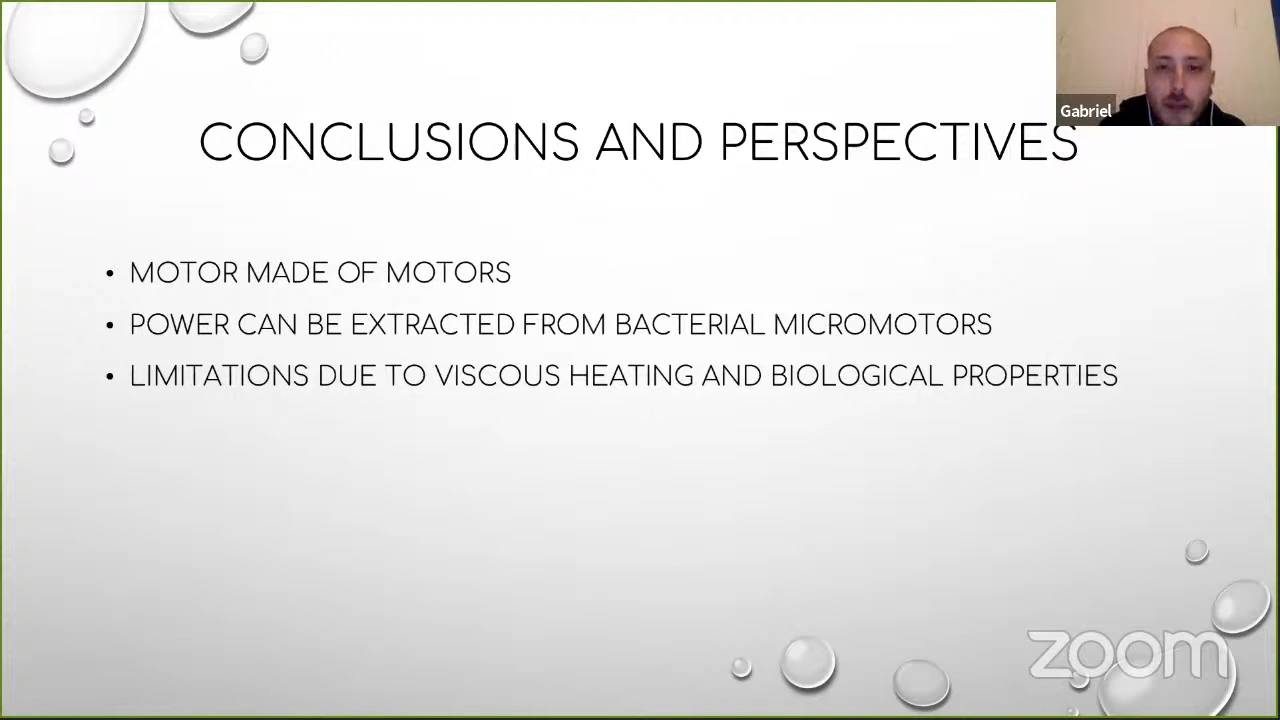 Gabriel
CONCLUSIONS AND PERSPECTIVES
• MOTOR MADE OF MOTORS
• POWER CAN BE EXTRACTED FROM BACTERIAL MICROMOTORS
• LIMITATIONS DUE TO VISCOUS HEATING AND BIOLOGICAL PROPERTIES
zoom